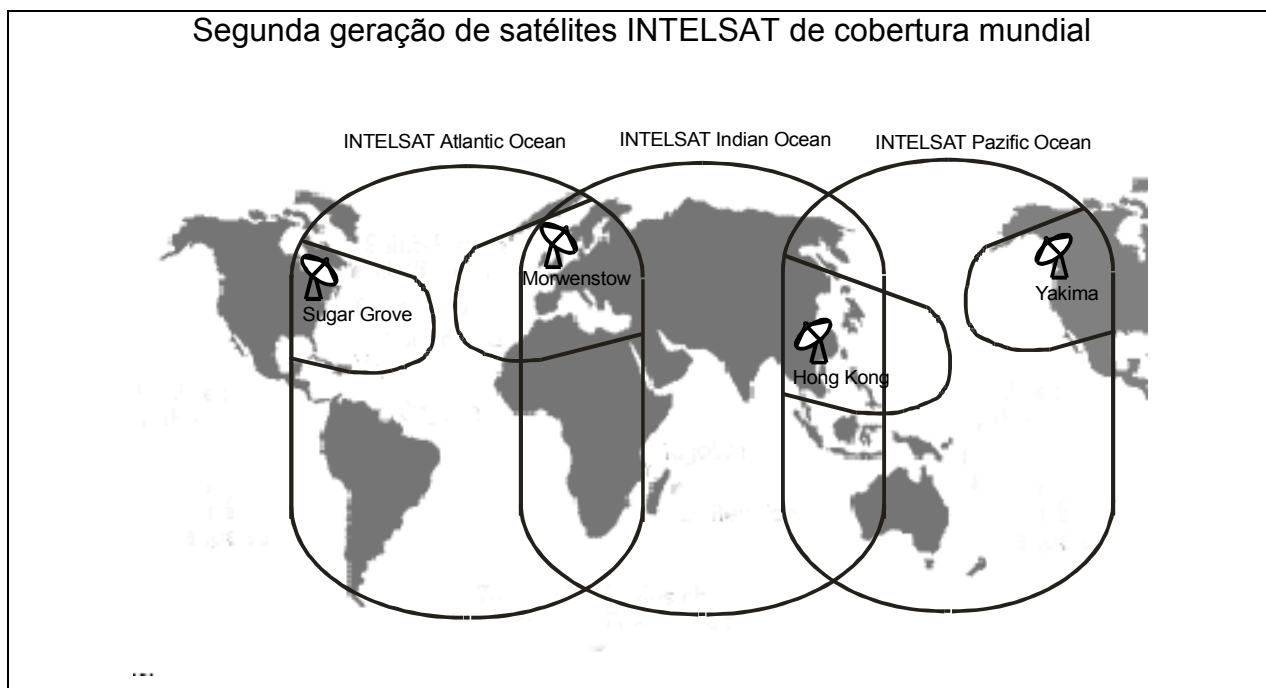 Segunda geração de satélites INTELSAT de cobertura mundial
INTELSAT Atlantic Ocean
INTELSAT Indian Ocean
INTELSAT Pazific Ocean
Morwenstow
Sugar Grove
Yakima
Hong Kong